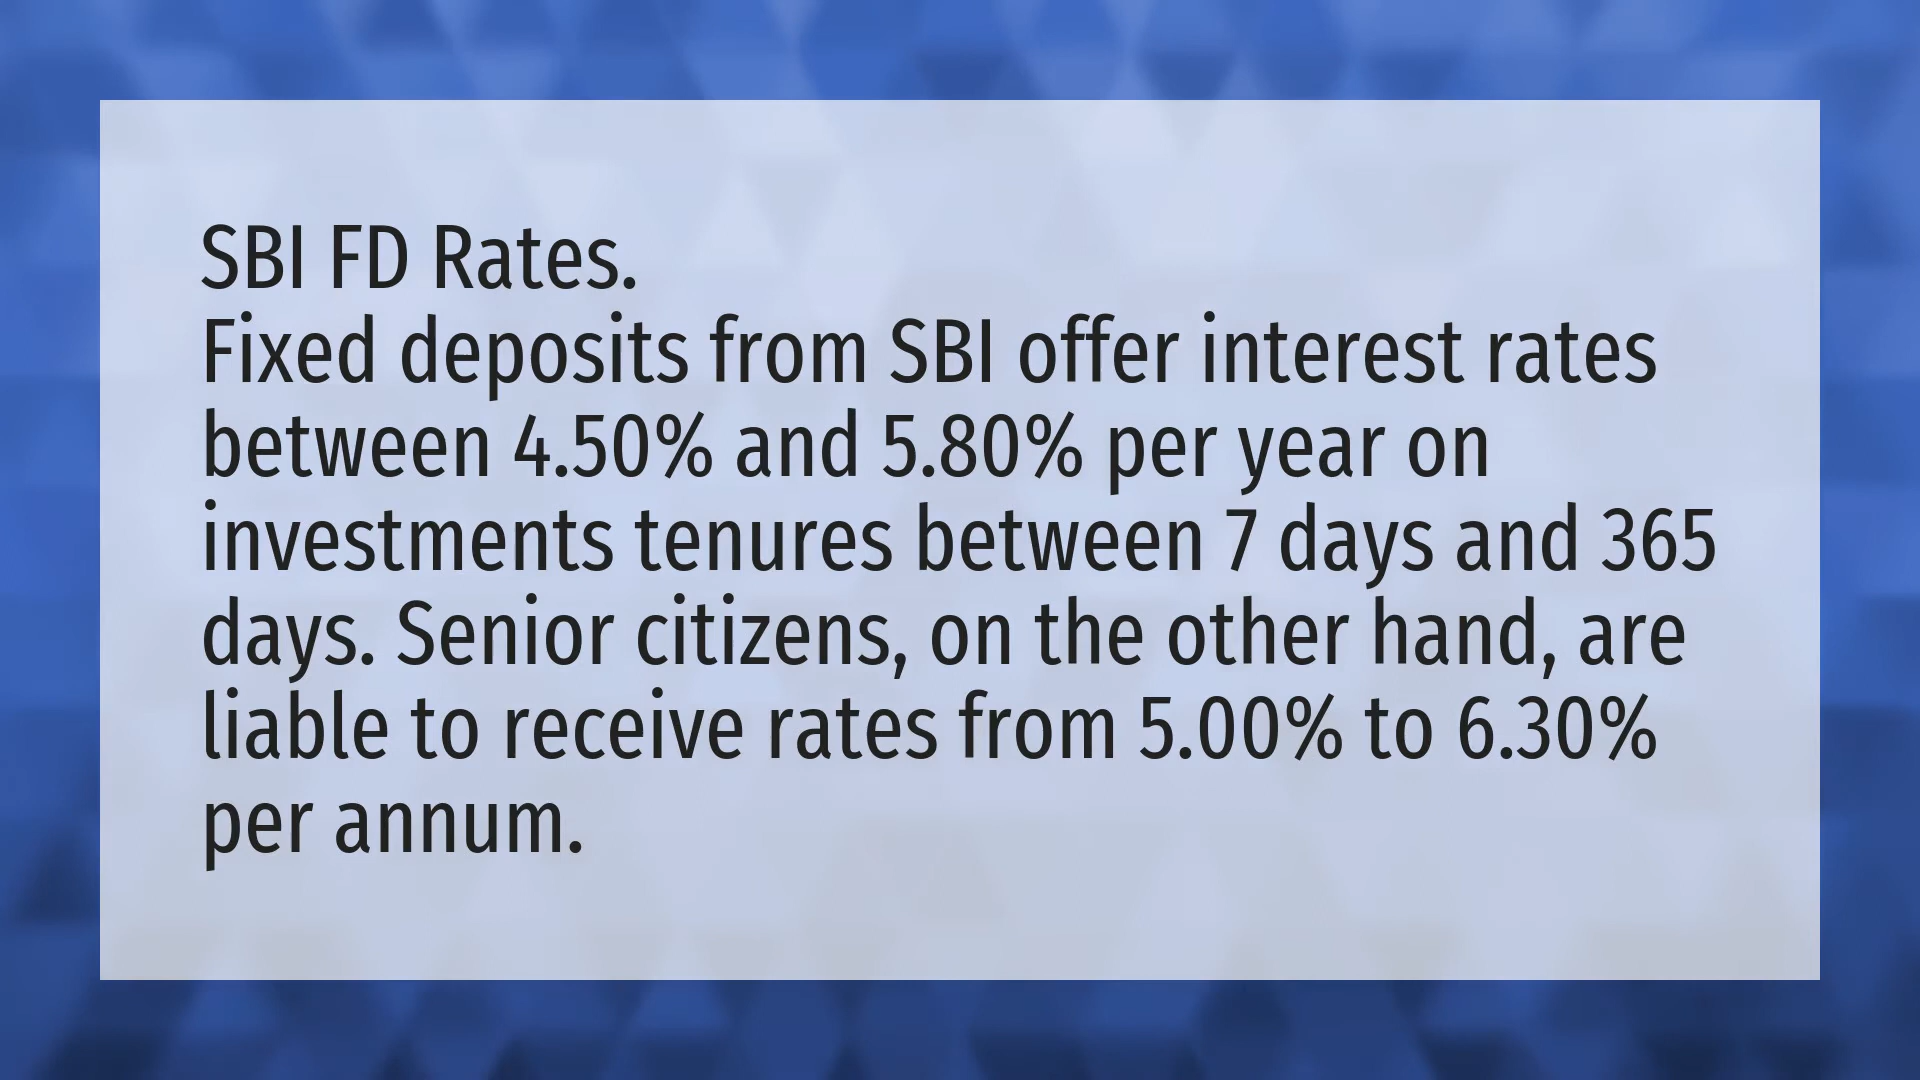 SBI FD Rates.
Fixed deposits from SBI offer interest rates
between 4.50% and 5.80% per year on
investments tenures between 7 days and 365
days. Senior citizens, on the other hand, are
liable to receive rates from 5.00% to 6.30%
per annum.